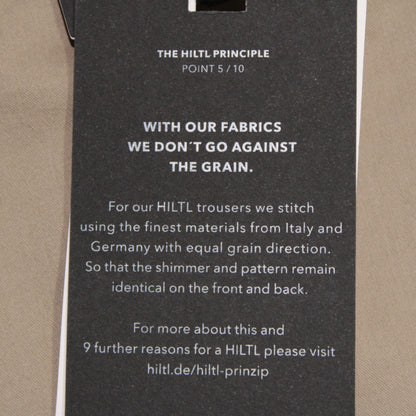 THE HILTL PRINCIPLE
POINT 5 / 10
WITH OUR FABRICS
WE DON´T GO AGAINST
THE GRAIN.
For our HILTL trousers we stitch
using the finest materials from Italy and
Germany with equal grain direction.
So that the shimmer and pattern remain
identical on the front and back.
For more about this and
9 further reasons for a HILTL please visit
hiltl.de/hiltl-prinzip